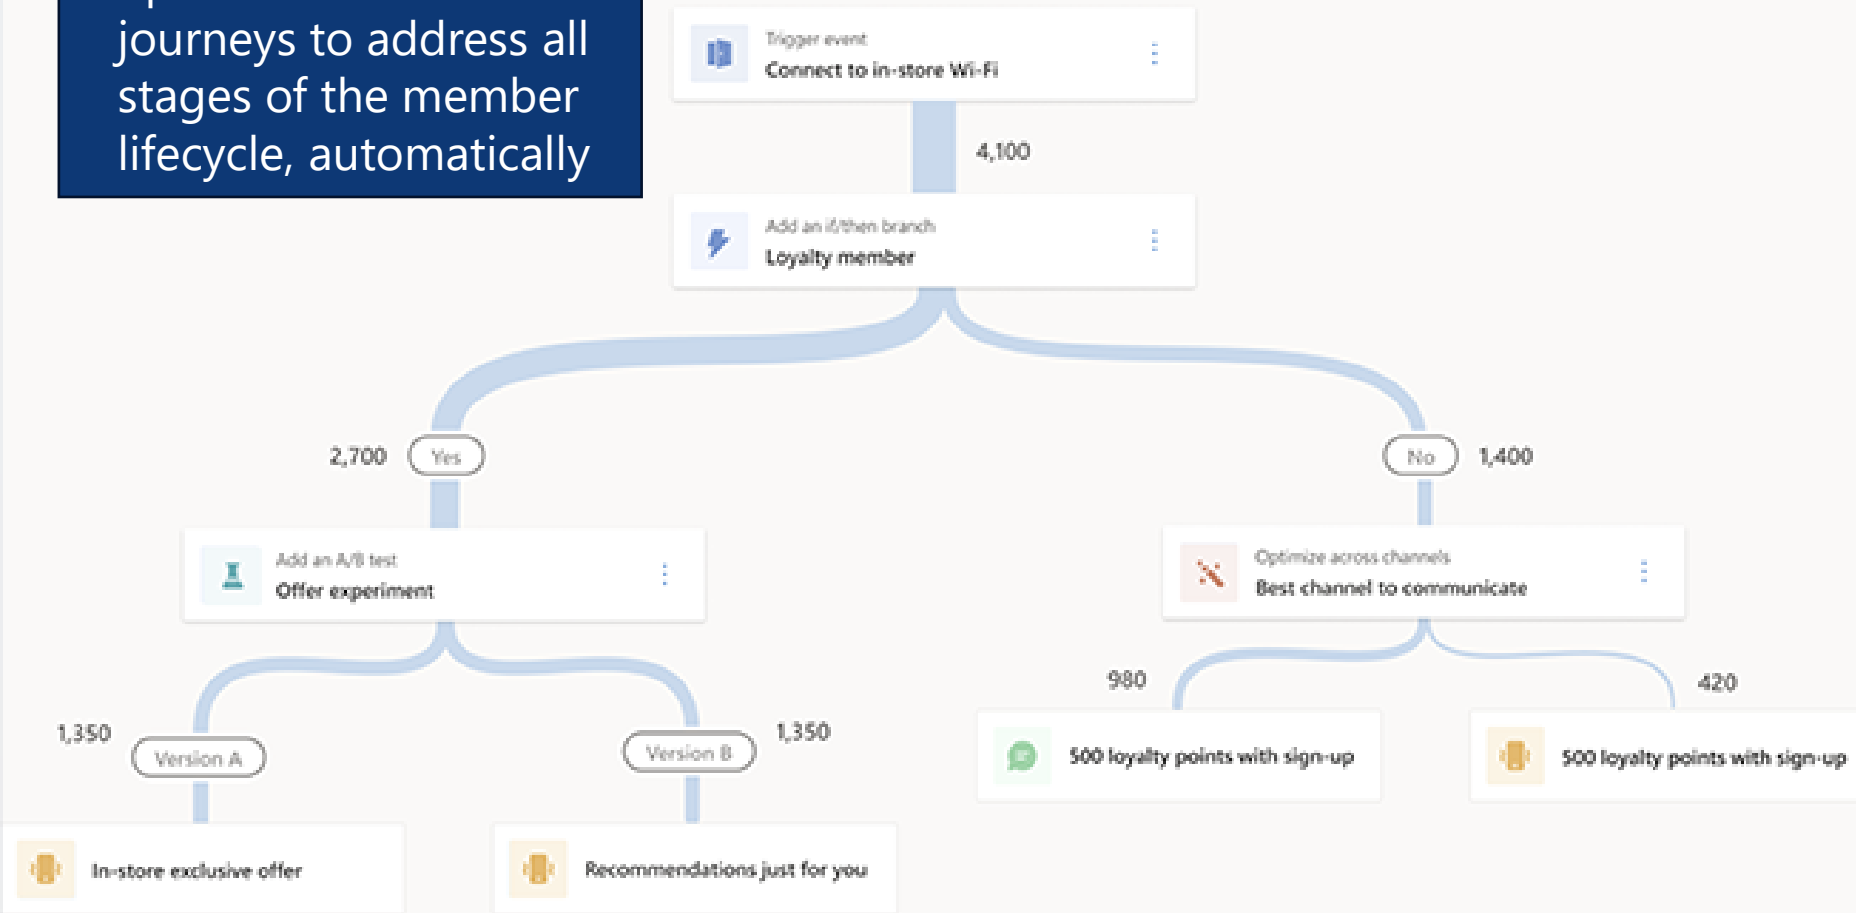 journeys to address all
stages of the member
lifecycle, automatically
Trigger event
Connect to in-store Wi-Fi
4,100
Add an if/then branch
Loyalty member
2,700
Yes
No
1,400
Add an A/B test
Offer experiment
Optimize across channels
Best channel to communicate
980
420
1,350
Version A
Version B
1,350
500 loyalty points with sign-up
500 loyalty points with sign-up
In-store exclusive offer
Recommendations just for you